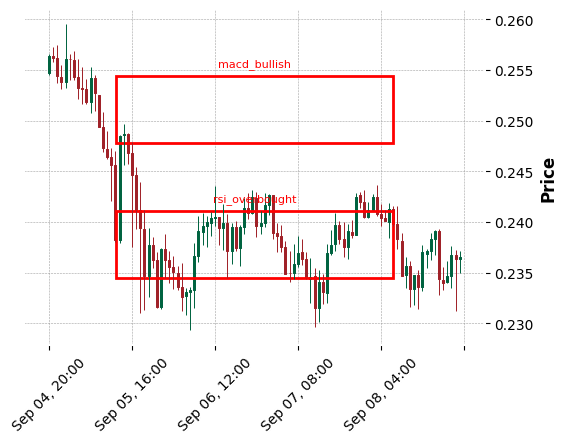 0.260
macd_bullish
0.255
0.250
0.245
rsi_overbought
0.240
0.235
0.230
Price
Sep 04, 20:00
Sep 05, 16:00
Sep 06, 12:00
Sep 07, 08:00
Sep 08, 04:00